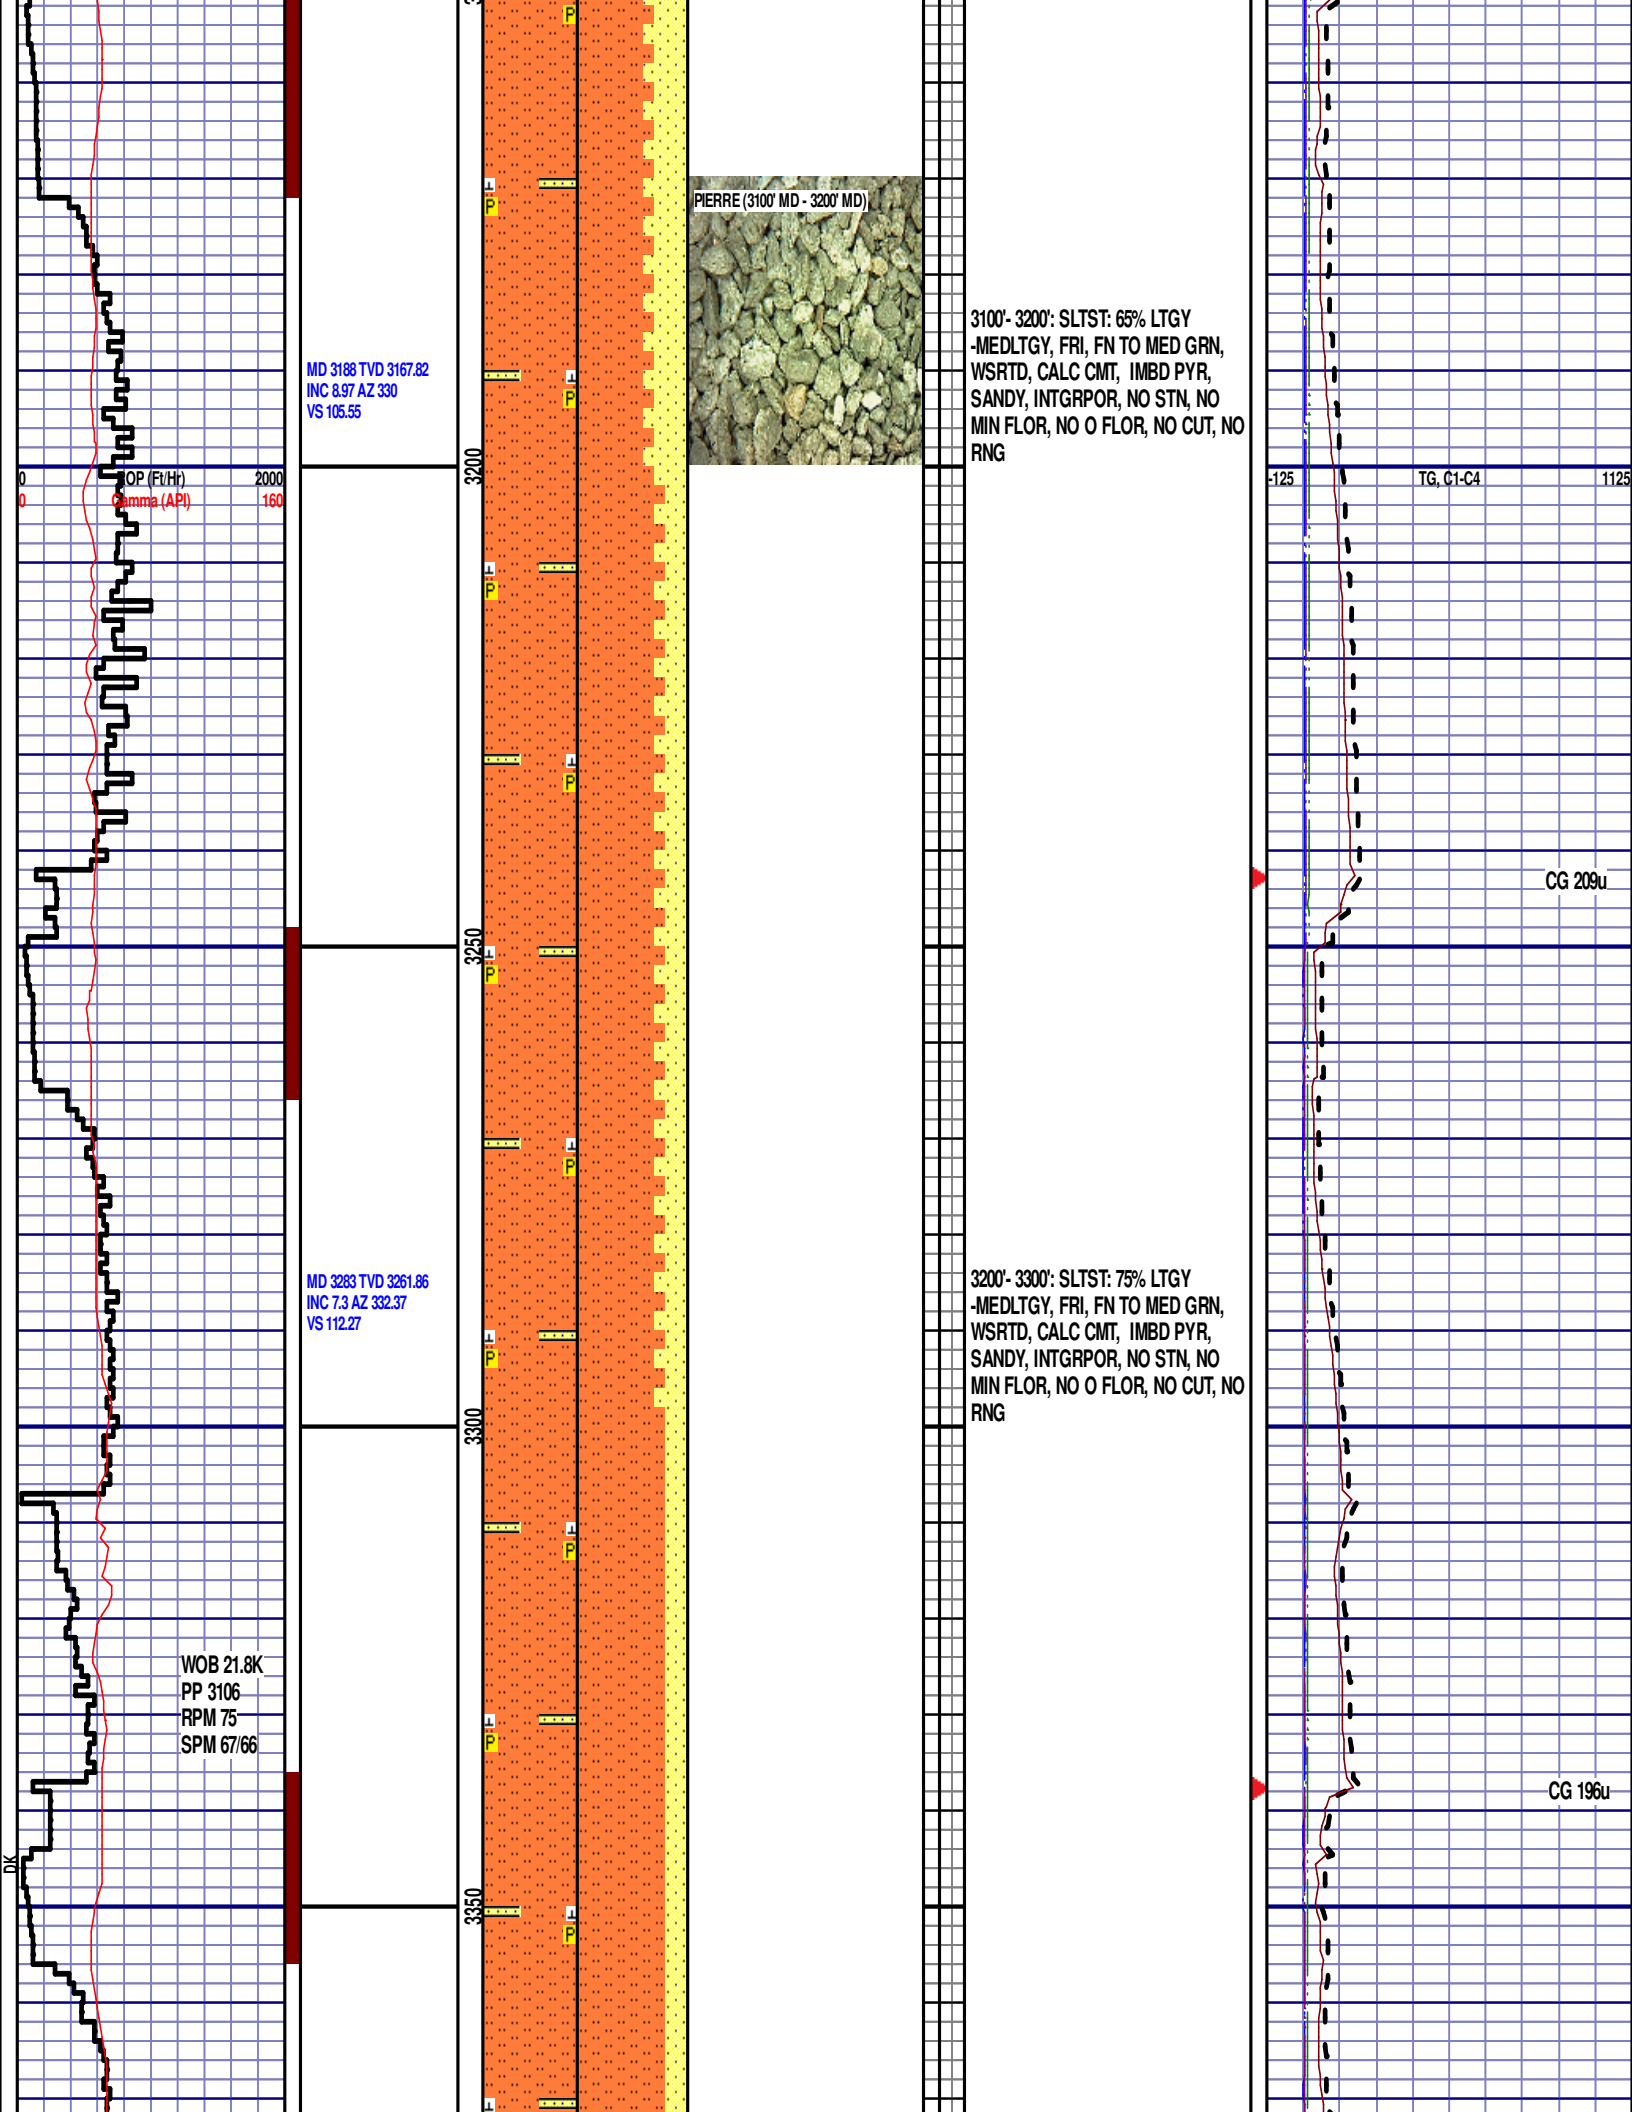 P
PIERRE (3100' MD - 3200' MD)
P
3100'- 3200': SLTST: 65% LTGY
-MEDLTGY, FRI, FN TO MED GRN,
WSRTD, CALC CMT, IMBD PYR,
SANDY, INTGRPOR, NO STN, NO
MIN FLOR, NO O FLOR, NO CUT, NO
RNG
MD 3188 TVD 3167.82
INC 8.97 AZ 330
VS 105.55
P
3200
0 OP (Ft/Hr) 2000
0 Gamma (API) 160
-125 TG, C1-C4 1125
P
P
CG 209u
3250
P
P
MD 3283 TVD 3261.86
INC 7.3 AZ 332.37
VS 112.27
3200'- 3300': SLTST: 75% LTGY
-MEDLTGY, FRI, FN TO MED GRN,
WSRTD, CALC CMT, IMBD PYR,
SANDY, INTGRPOR, NO STN, NO
MIN FLOR, NO O FLOR, NO CUT, NO
RNG
P
3300
P
WOB 21.8K
PP 3106
RPM 75
SPM 67/66
P
CG 196u
DK
3350
P